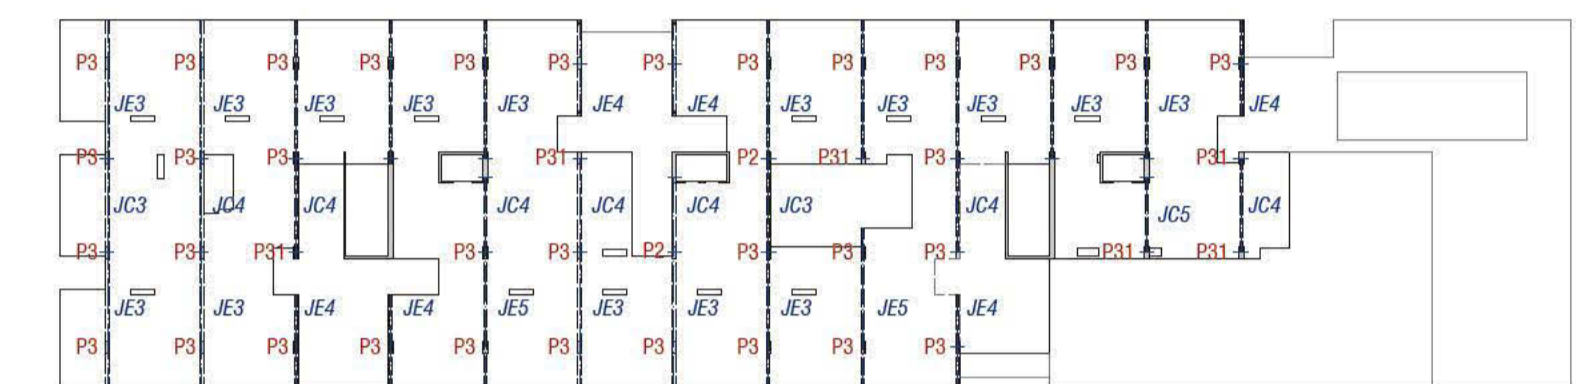 P3 P3 P3 P3 P3 P3 P3 P3 P3 P3 P3 P3 P3
JE3 JE3 JE3 JE3 JE3 JE4 JE4 JE3 JE3 JE3 JE3 JE3 JE4
P3 P3 P3 P31 P2 P31 P3 P31
JC3 JC4 JC4 JC4 JC4 JC4 JC3 JC4 JC5 JC4
P3 P3 P31 P3 P3 P2 P3 P3 P3 P31 P31
JE3 JE3 JE4 JE4 JE5 JE3 JE3 JE3 JE5 JE4
P3 P3 P3 P3 P3 P3 P3 P3 P3 P3